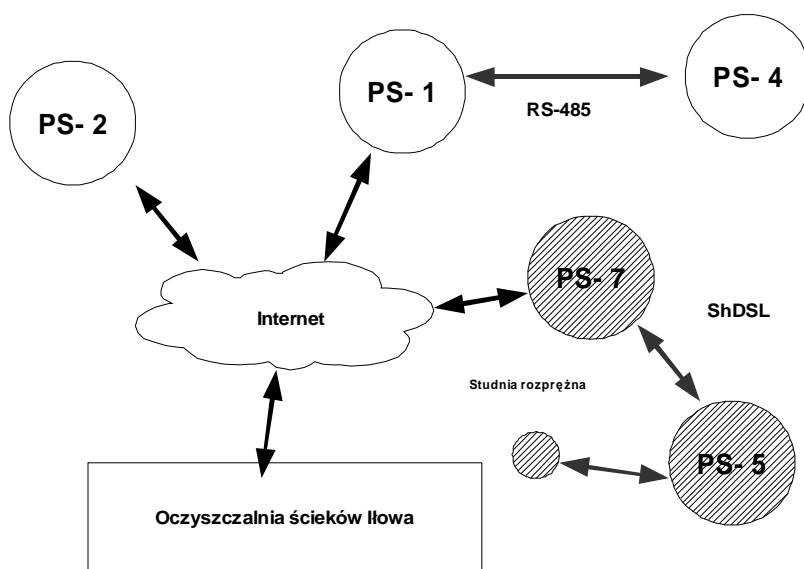 PS- 1
PS- 4
PS- 2
RS-485
PS- 7
Internet
ShDSL
Studnia rozprężna
PS- 5
Oczyszczalnia ścieków Iłowa